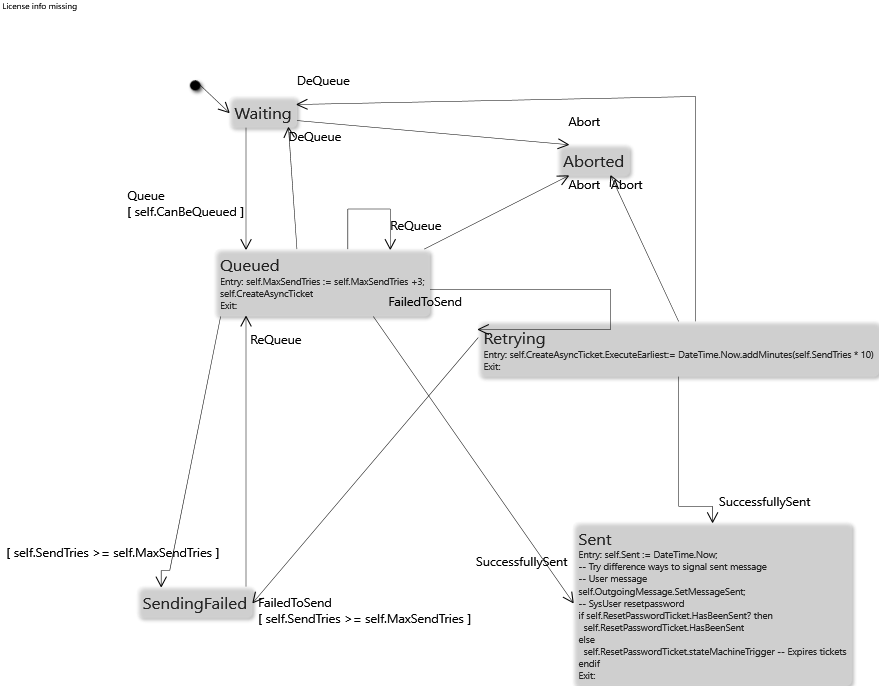 License info missing
DeQueue
Waiting
Abort
DeQueue
Aborted
Abort
Abort
Queue
[ self.CanBeQueued ]
ReQueue
Queued
Entry: self.MaxSendTries := self.MaxSendTries +3;
self.CreateAsyncTicket
Exit:
FailedToSend
ReQueue
Retrying
Entry: self.CreateAsyncTicket.ExecuteEarliest:= DateTime.Now.addMinutes(self.SendTries * 10)
Exit:
SuccessfullySent
[ self.SendTries >= self.MaxSendTries ]
SuccessfullySent
Sent
Entry: self.Sent := DateTime.Now;
-- Try difference ways to signal sent message
-- User message
self.OutgoingMessage.SetMessageSent;
-- SysUser resetpassword
if self.ResetPasswordTicket.HasBeenSent? then
self.ResetPasswordTicket.HasBeenSent
else
self.ResetPasswordTicket.stateMachineTrigger -- Expires tickets
endif
Exit:
SendingFailed
FailedToSend
[ self.SendTries >= self.MaxSendTries ]